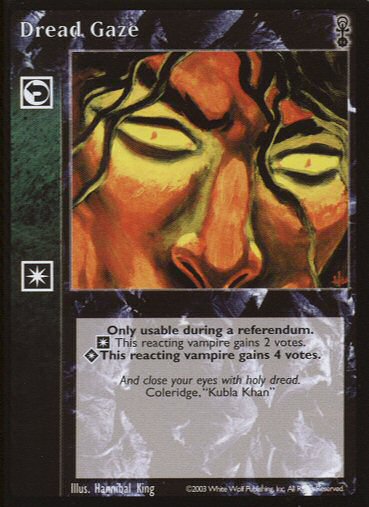 Dread Gaze
Only usable during a referendum.
This reacting vampire gains 2 votes.
This reacting vampire gains 4 votes.
And close your eyes with holy dread.
Coleridge, "Kubla Khan"
Illus. Hannibal King
©2003 White Wolf Publishing, Inc. All Rights Reserved.